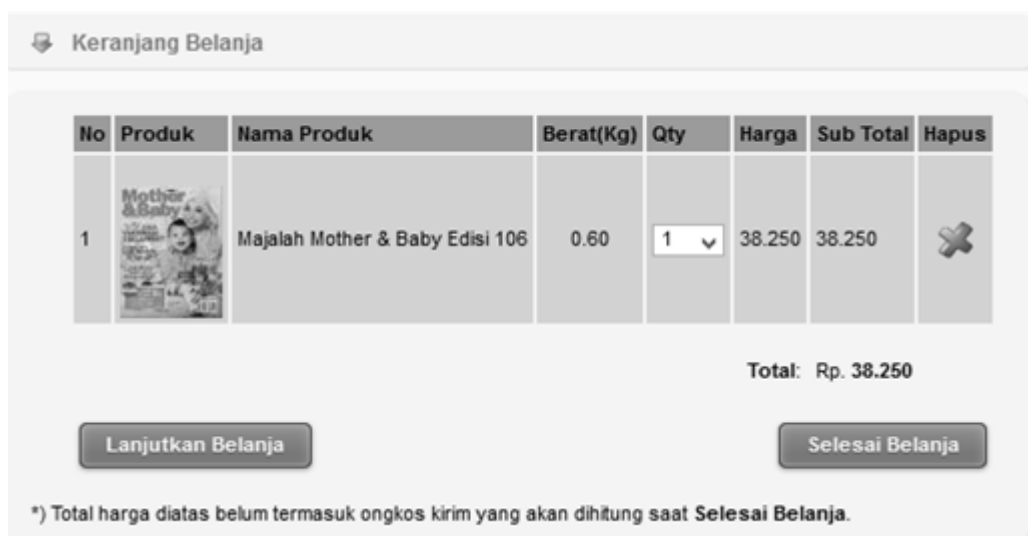 Keranjang Belanja
No Produk Nama Produk Berat(Kg) Qty Harga Sub Total Hapus
Mother
&Baby
1 Majalah Mother & Baby Edisi 106 0.60 1 38.250 38.250
Total: Rp. 38.250
Lanjutkan Belanja Selesai Belanja
*) Total harga diatas belum termasuk ongkos kirim yang akan dihitung saat Selesai Belanja.